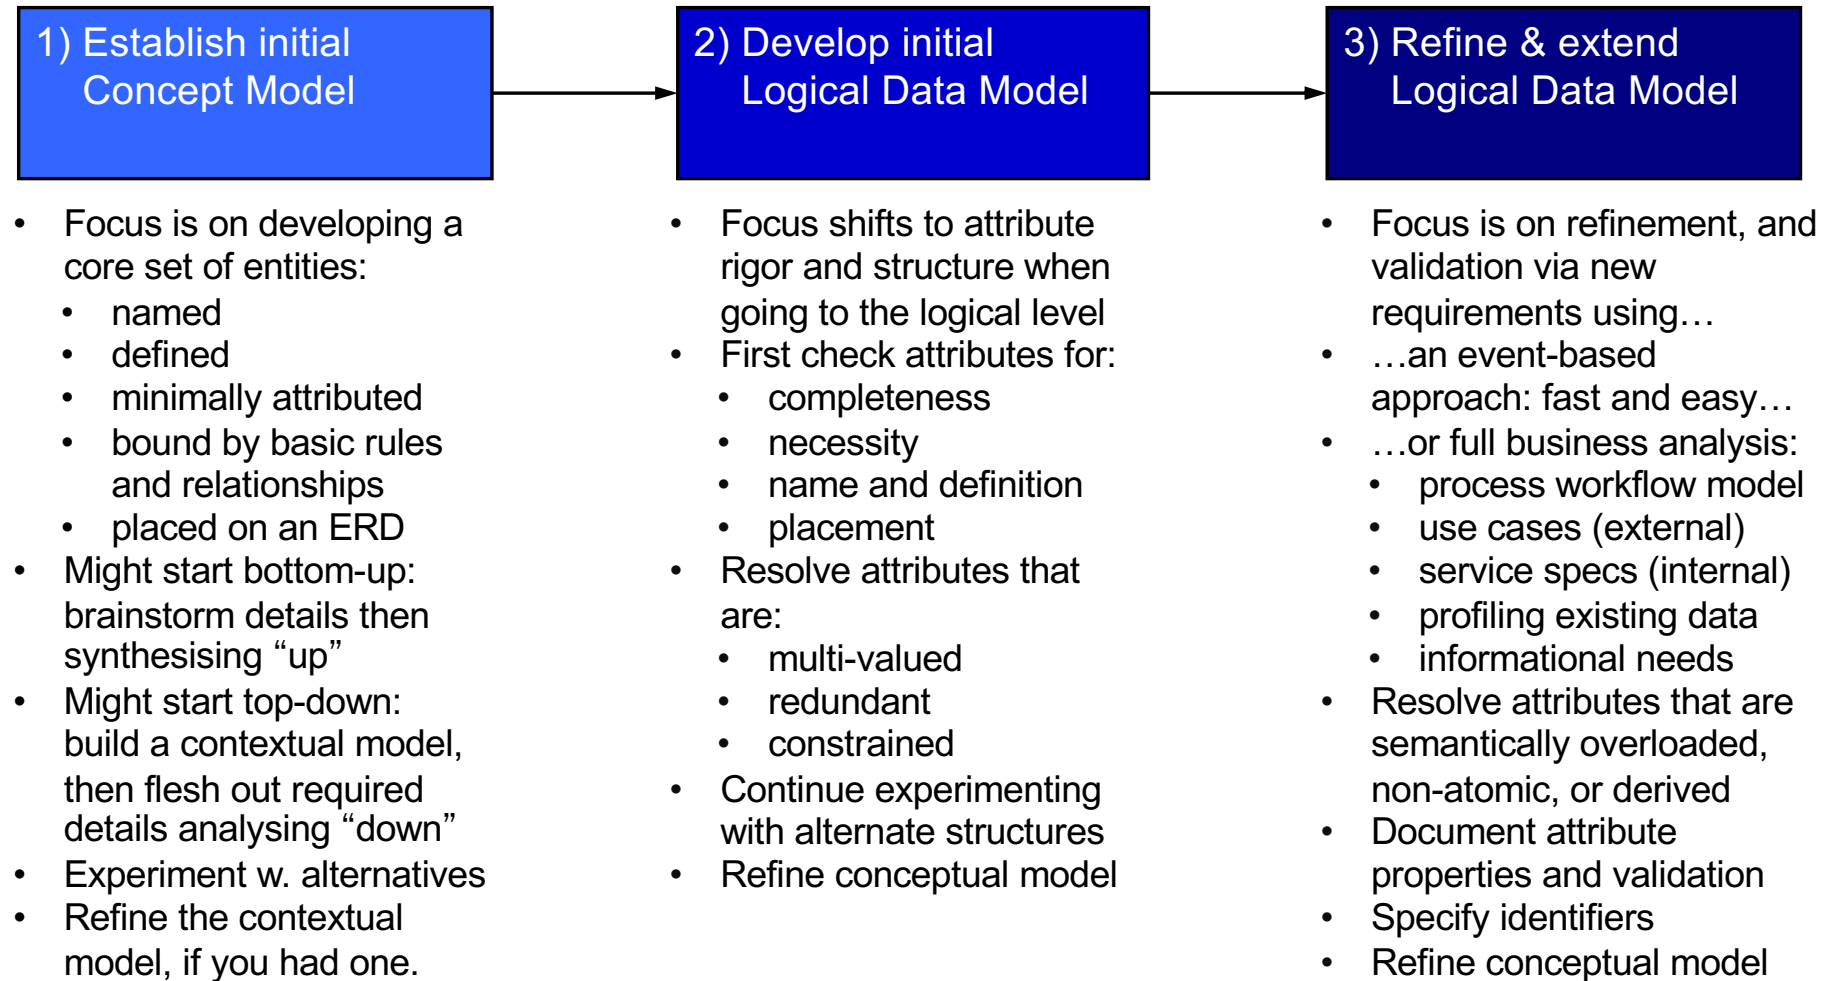 1) Establish initial
Concept Model
2) Develop initial
Logical Data Model
3) Refine & extend
Logical Data Model
• Focus is on developing a
core set of entities:
• named
• defined
• minimally attributed
• bound by basic rules
and relationships
• placed on an ERD
• Might start bottom-up:
brainstorm details then
synthesising “up”
• Might start top-down:
build a contextual model,
then flesh out required
details analysing “down”
• Experiment w. alternatives
• Refine the contextual
model, if you had one.
• Focus shifts to attribute
rigor and structure when
going to the logical level
• First check attributes for:
• completeness
• necessity
• name and definition
• placement
• Resolve attributes that
are:
• multi-valued
• redundant
• constrained
• Continue experimenting
with alternate structures
• Refine conceptual model
• Focus is on refinement, and
validation via new
requirements using…
• …an event-based
approach: fast and easy…
• …or full business analysis:
• process workflow model
• use cases (external)
• service specs (internal)
• profiling existing data
• informational needs
• Resolve attributes that are
semantically overloaded,
non-atomic, or derived
• Document attribute
properties and validation
• Specify identifiers
• Refine conceptual model